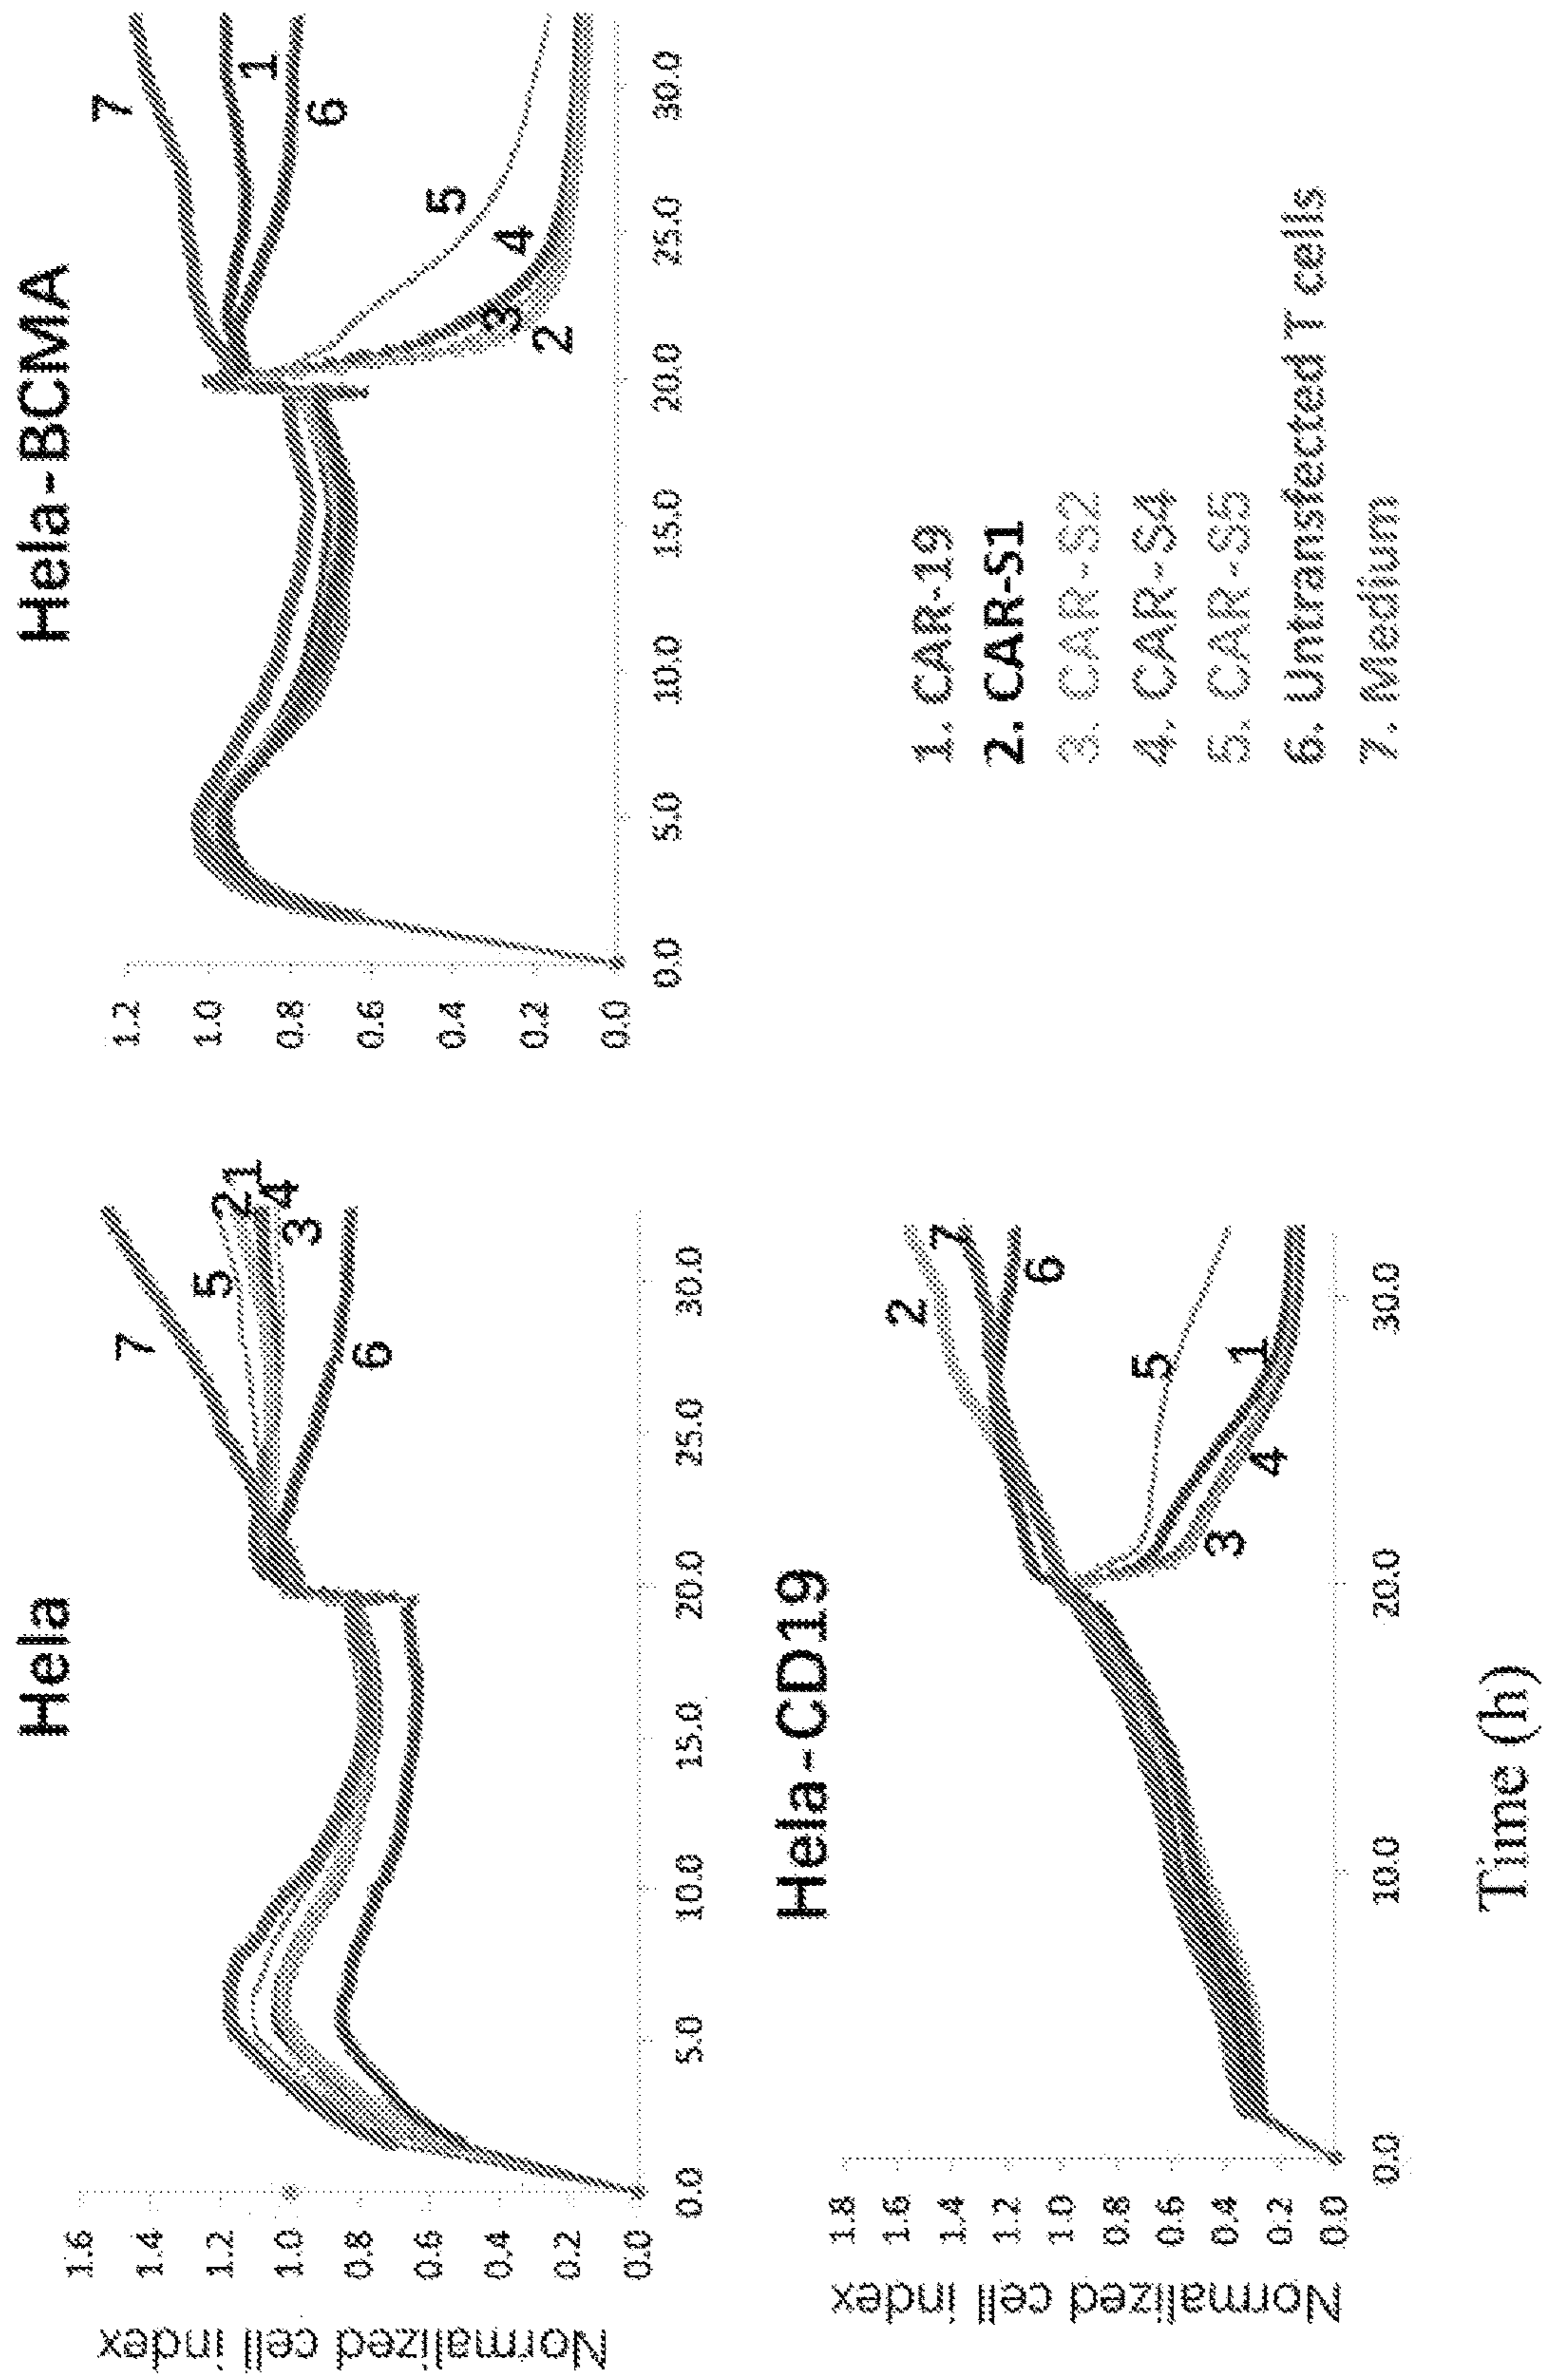 Hela
Normalized cell index
1.6
1.4
1.2
1.0
0.8
0.6
0.4
0.2
0.0
0.0 5.0 10.0 15.0 20.0 25.0 30.0
7
5
2
1
4
3
6
Hela-BCMA
1.2
1.0
0.8
0.6
0.4
0.2
0.0
0.0 5.0 10.0 15.0 20.0 25.0 30.0
7
1
6
5
4
3
2
Hela-CD19
Normalized cell index
1.8
1.6
1.4
1.2
1.0
0.8
0.6
0.4
0.2
0.0
0.0 10.0 20.0 30.0
2
7
6
5
1
4
3
Time (h)
1. CAR-19
2. CAR-S1
3. CAR-S2
4. CAR-S4
5. CAR-S5
6. Untransfected T cells
7. Medium